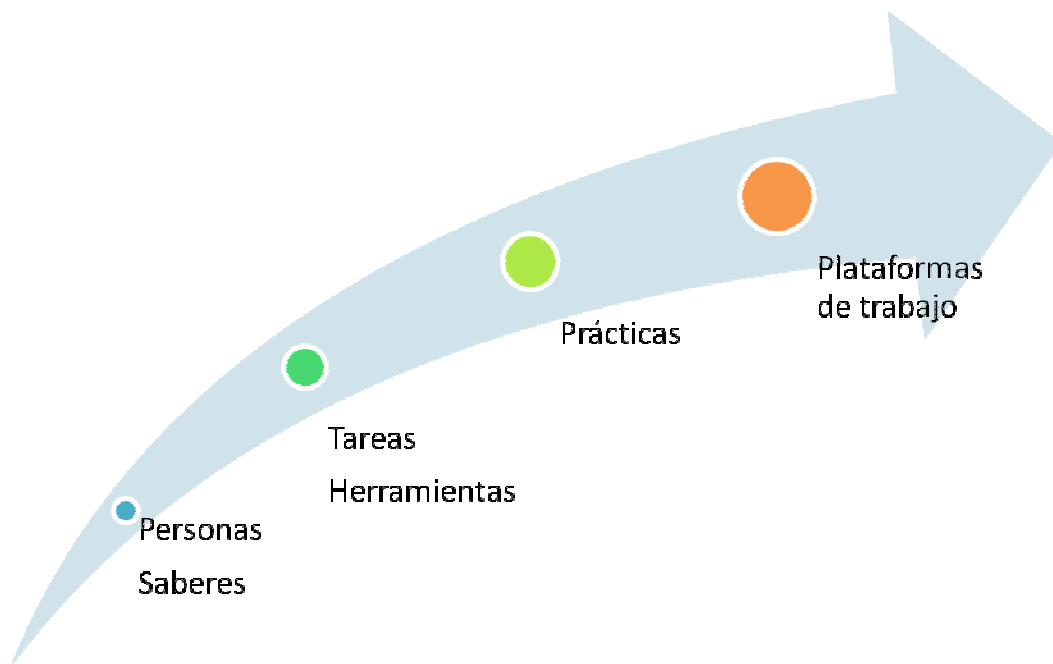 Personas
Saberes
Tareas
Herramientas
Prácticas
Plataformas
de trabajo